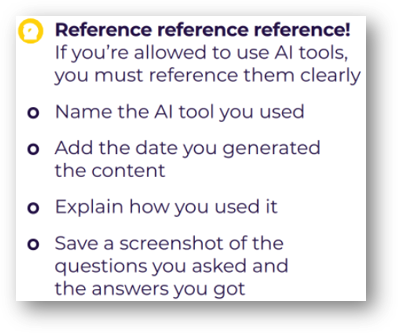 Reference reference reference!
If you're allowed to use AI tools,
you must reference them clearly
Name the AI tool you used
Add the date you generated
the content
Explain how you used it
Save a screenshot of the
questions you asked and
the answers you got